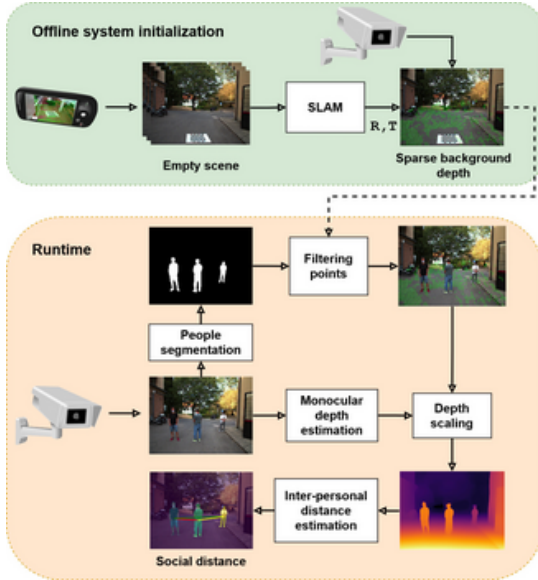 Offline system initialization
SLAM
R,T
Empty scene
Sparse background
depth
Runtime
Filtering
points
People
segmentation
Monocular
depth
estimation
Depth
scaling
Inter-personal
distance
estimation
Social distance